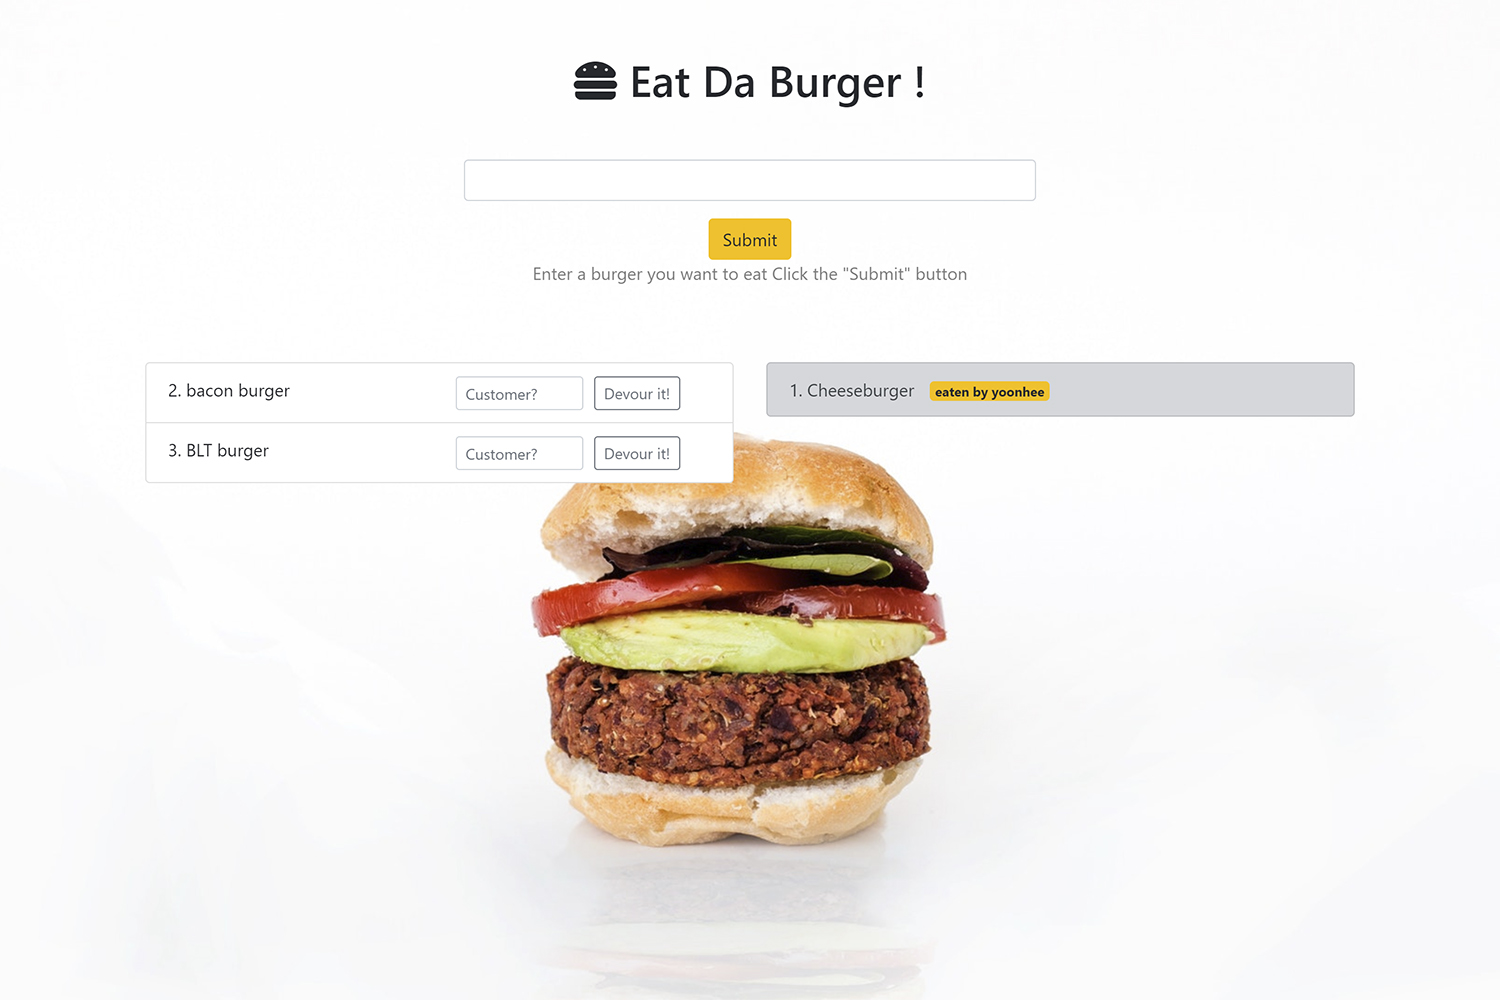 Eat Da Burger !
Submit
Enter a burger you want to eat Click the "Submit" button
2. bacon burger Customer? Devour it!
3. BLT burger Customer? Devour it!
1. Cheeseburger eaten by yoonhee